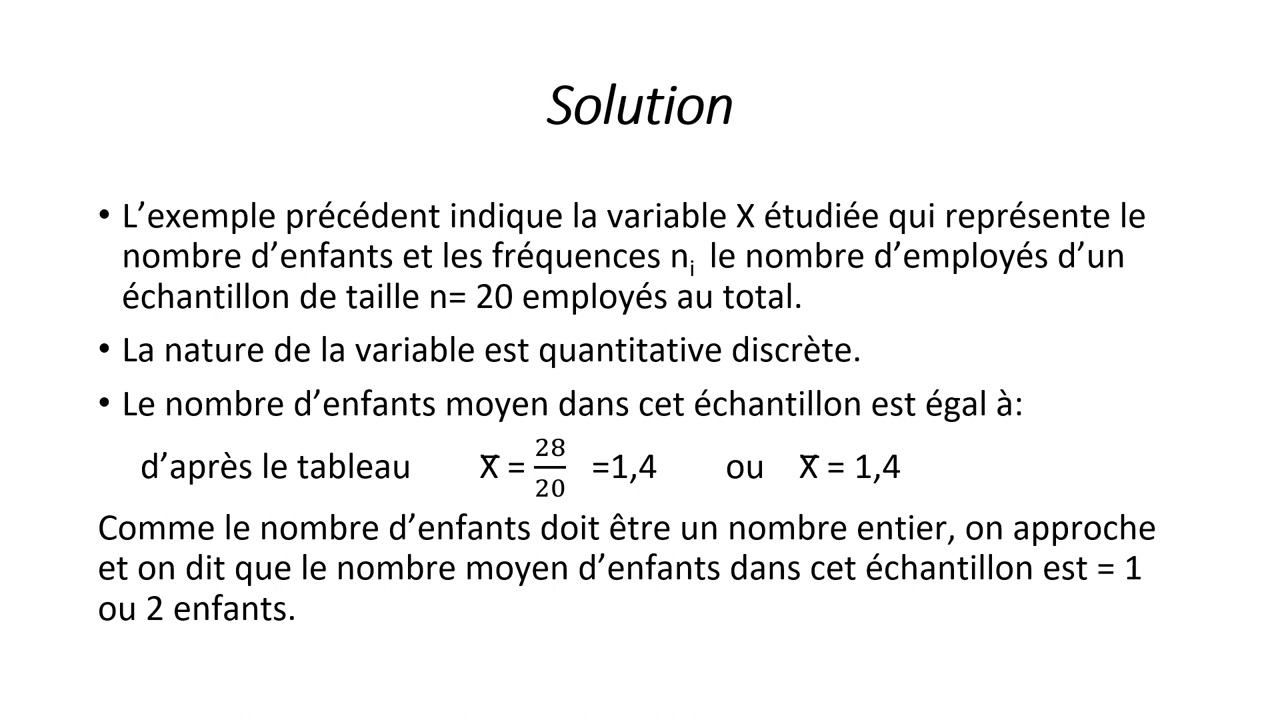 Solution
• L’exemple précédent indique la variable X étudiée qui représente le
nombre d’enfants et les fréquences nᵢ le nombre d’employés d’un
échantillon de taille n= 20 employés au total.
• La nature de la variable est quantitative discrète.
• Le nombre d’enfants moyen dans cet échantillon est égal à:
d’après le tableau X̅ = 28/20 =1,4 ou X̅ = 1,4
Comme le nombre d’enfants doit être un nombre entier, on approche
et on dit que le nombre moyen d’enfants dans cet échantillon est = 1
ou 2 enfants.